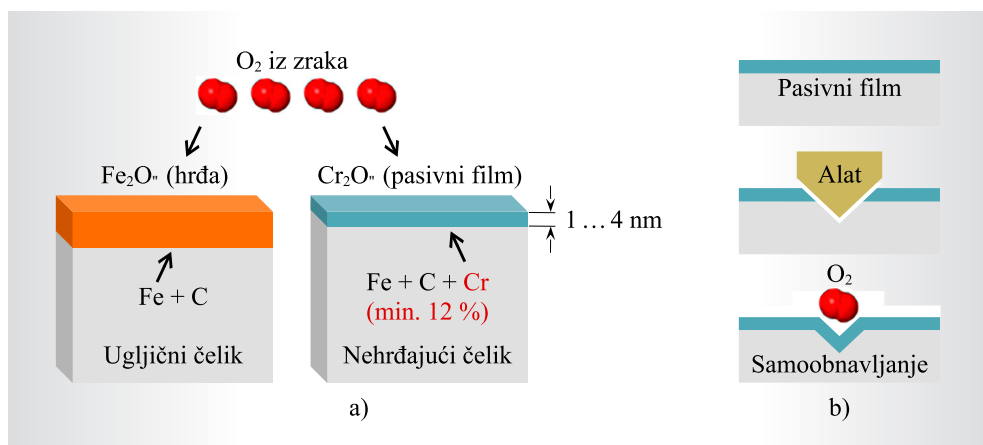 O₂ iz zraka
Fe₂O" (hrđa)
Cr₂O" (pasivni film)
1 ... 4 nm
Fe + C
Fe + C + Cr
(min. 12 %)
Ugljični čelik
Nehrđajući čelik
a)
Pasivni film
Alat
O₂
Samoobnavljanje
b)